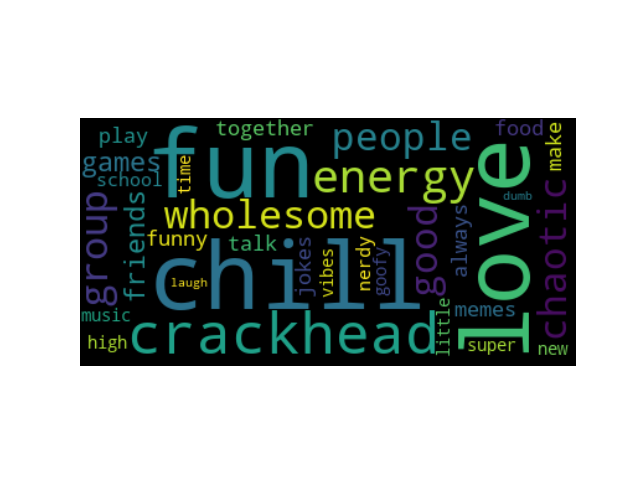 together
people
food
make
play
fun
games
time
energy
love
school
dumb
group
friends
wholesome
good
always
chaotic
funny
talk
jokes
vibes
nerdy
goofy
chill
laugh
music
crackhead
little
memes
high
super
new